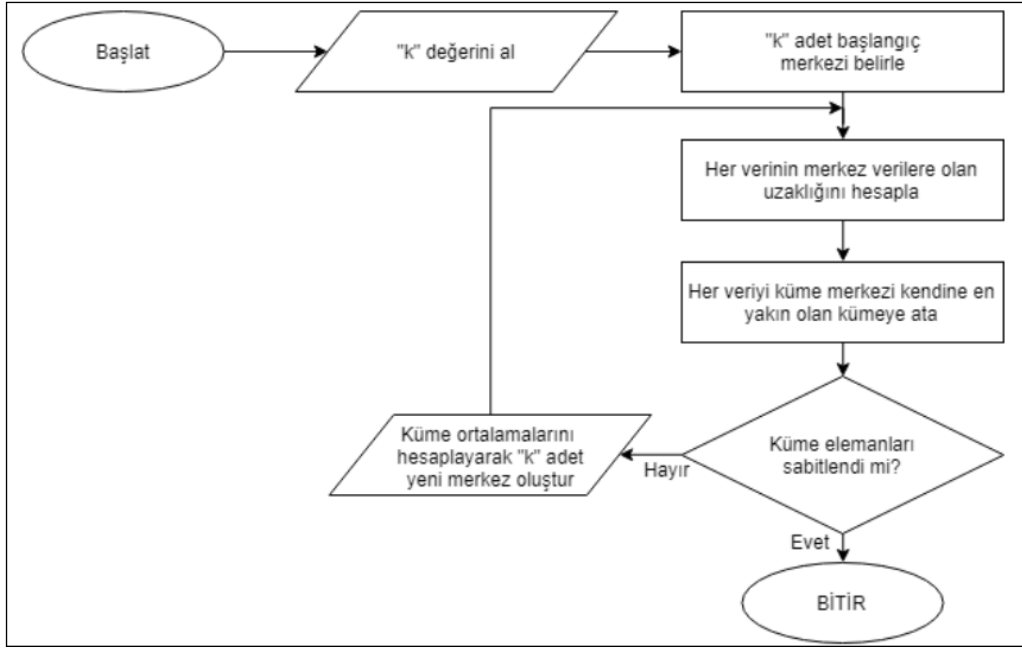 Başlat
"k" değerini al
"k" adet başlangıç
merkezi belirle
Her verinin merkez verilere olan
uzaklığını hesapla
Her veriyi küme merkezi kendine en
yakın olan kümeye ata
Küme elemanları
sabitlendi mi?
Hayır
Küme ortalamalarını
hesaplayarak "k" adet
yeni merkez oluştur
Evet
BİTİR